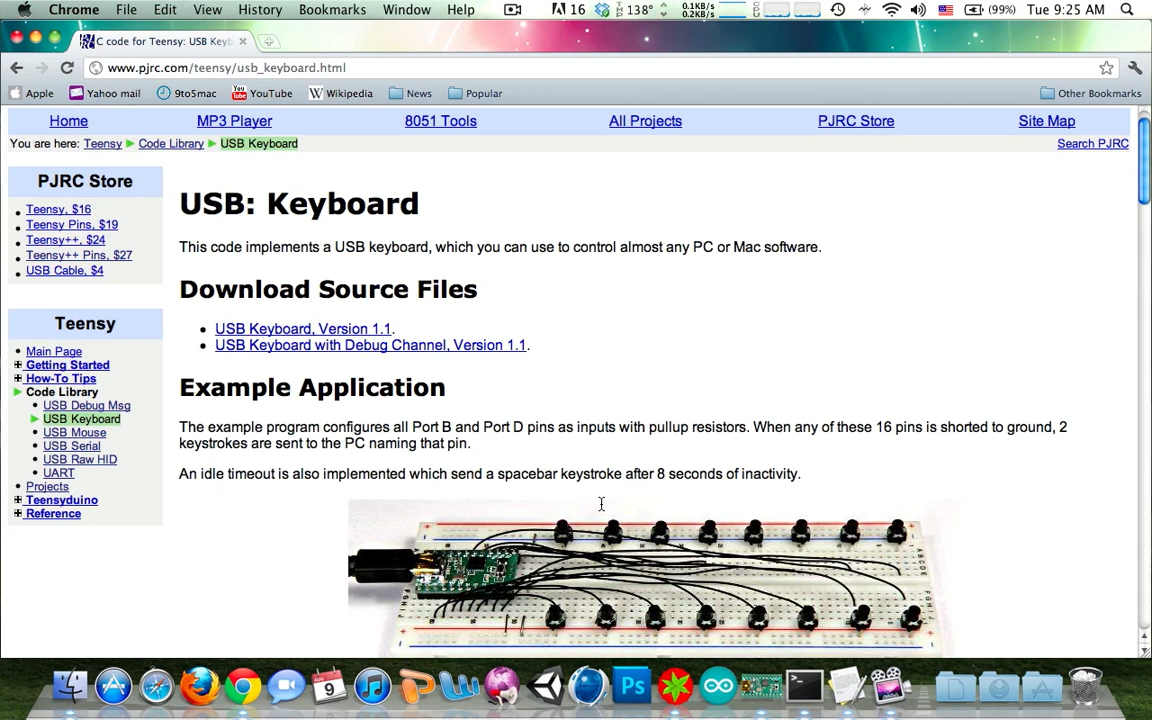 Chrome File Edit View History Bookmarks Window Help 16 138° 0.1KB/s 0.2KB/s (99%) Tue 9:25 AM
C code for Teensy: USB Keyb
www.pjrc.com/teensy/usb_keyboard.html
Apple Yahoo mail 9to5mac YouTube Wikipedia News Popular Other Bookmarks
Home MP3 Player 8051 Tools All Projects PJRC Store Site Map
You are here: Teensy Code Library USB Keyboard Search PJRC
PJRC Store
Teensy, $16
Teensy Pins, $19
Teensy++, $24
Teensy++ Pins, $27
USB Cable, $4
Teensy
Main Page
Getting Started
How-To Tips
Code Library
USB Debug Msg
USB Keyboard
USB Mouse
USB Serial
USB Raw HID
UART
Projects
Teensyduino
Reference
USB: Keyboard
This code implements a USB keyboard, which you can use to control almost any PC or Mac software.
Download Source Files
USB Keyboard, Version 1.1.
USB Keyboard with Debug Channel, Version 1.1.
Example Application
The example program configures all Port B and Port D pins as inputs with pullup resistors. When any of these 16 pins is shorted to ground, 2
keystrokes are sent to the PC naming that pin.
An idle timeout is also implemented which send a spacebar keystroke after 8 seconds of inactivity.
9
Ps